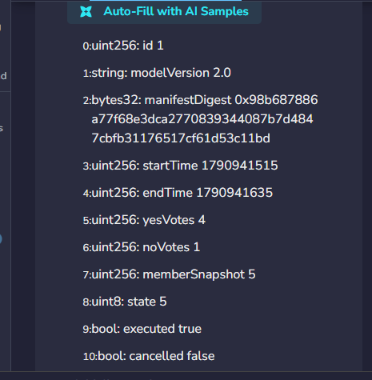 Auto-Fill with AI Samples
0:uint256: id 1
1:string: modelVersion 2.0
2:bytes32: manifestDigest 0x98b687886
a77f68e3dca2770839344087b7d484
7cbfb31176517cf61d53c11bd
3:uint256: startTime 1790941515
4:uint256: endTime 1790941635
5:uint256: yesVotes 4
6:uint256: noVotes 1
7:uint256: memberSnapshot 5
8:uint8: state 5
9:bool: executed true
10:bool: cancelled false